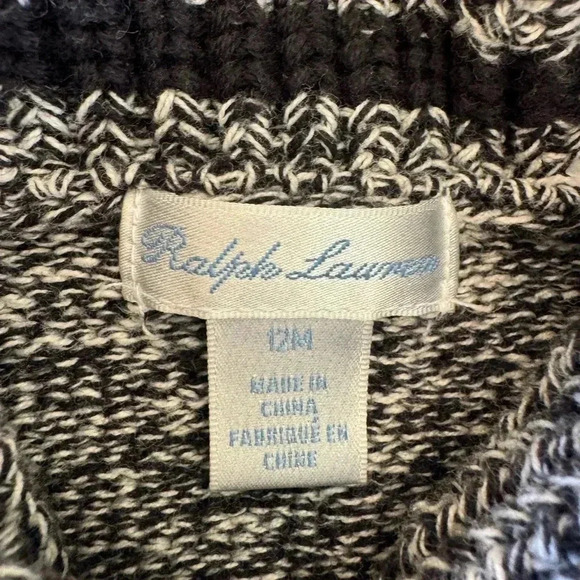 Ralph Lauren
12M
MADE IN
CHINA
FABRIQUÉ EN
CHINE